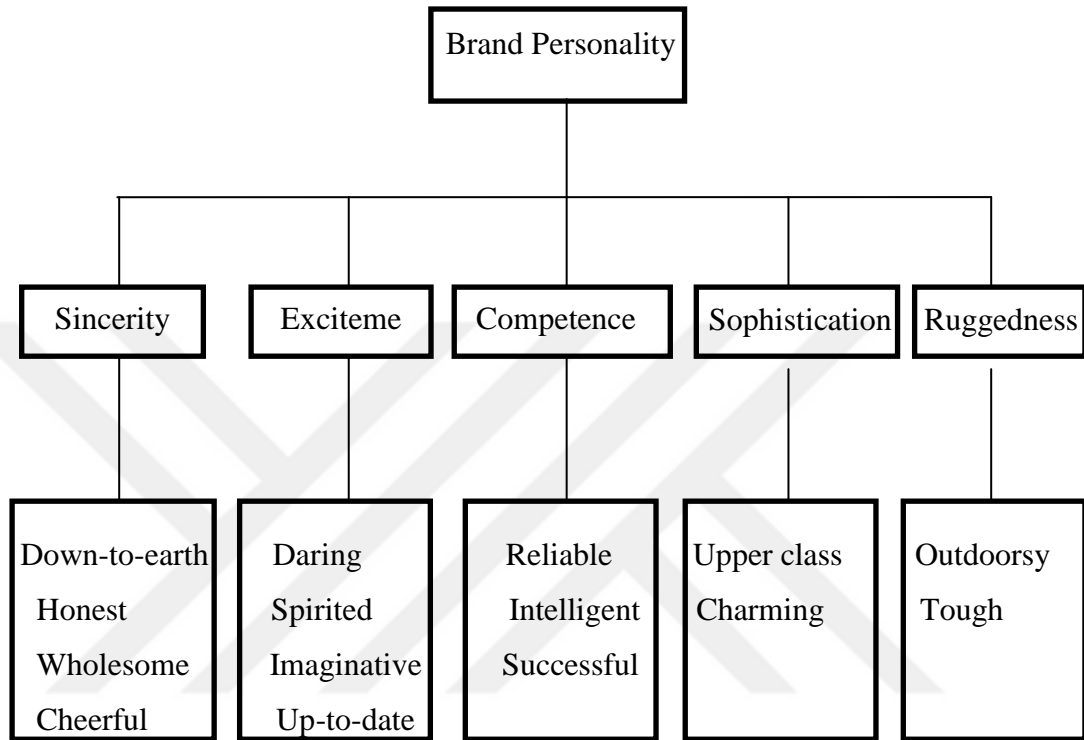 Brand Personality
Sincerity
Exciteme
Competence
Sophistication
Ruggedness
Down-to-earth
Honest
Wholesome
Cheerful
Daring
Spirited
Imaginative
Up-to-date
Reliable
Intelligent
Successful
Upper class
Charming
Outdoorsy
Tough